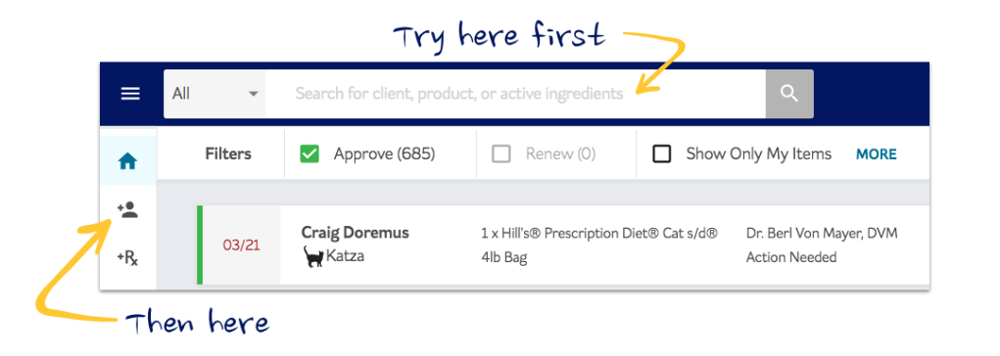 Try here first
All
Search for client, product, or active ingredients
Filters
Approve (685)
Renew (0)
Show Only My Items
MORE
03/21
Craig Doremus
Katza
1 x Hill's® Prescription Diet® Cat s/d®
4lb Bag
Dr. Berl Von Mayer, DVM
Action Needed
+Rx
Then here